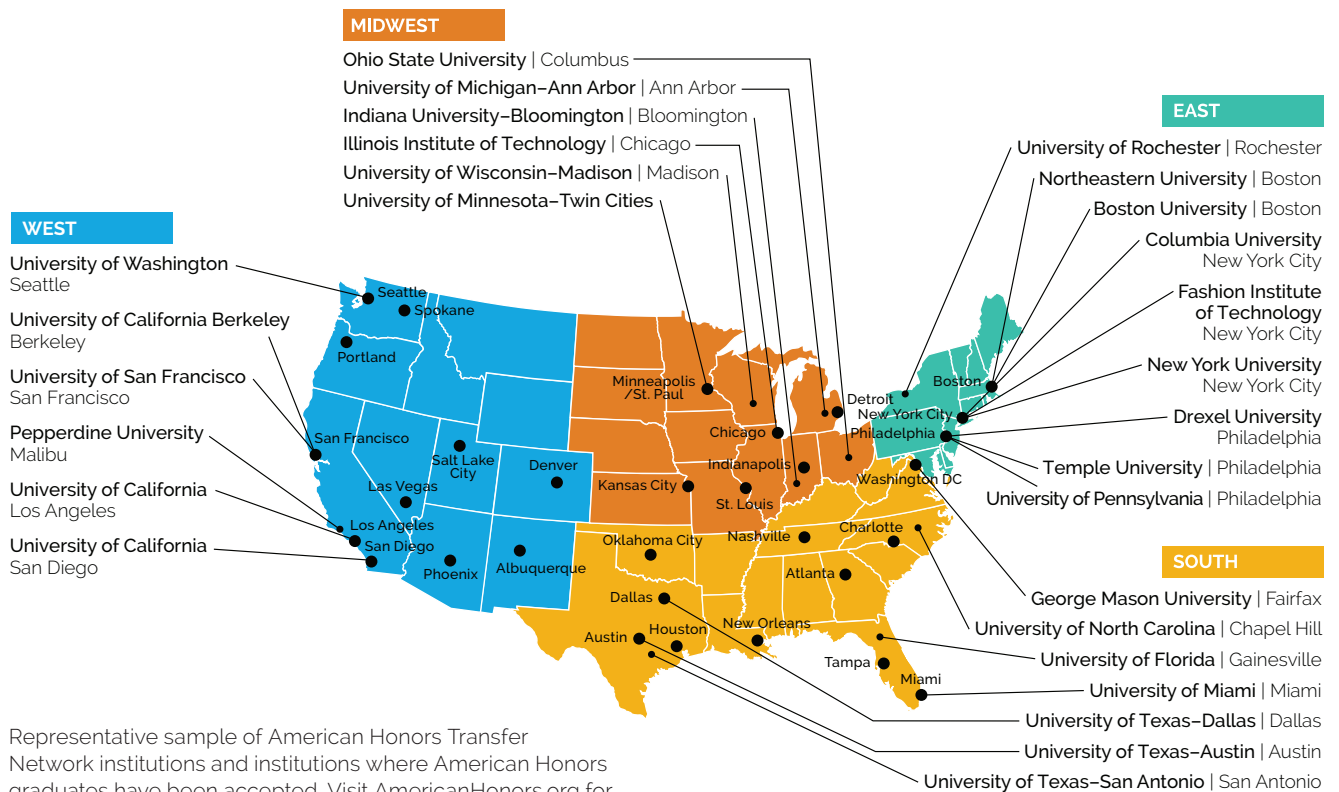 MIDWEST
Ohio State University | Columbus
University of Michigan–Ann Arbor | Ann Arbor
Indiana University–Bloomington | Bloomington
Illinois Institute of Technology | Chicago
University of Wisconsin–Madison | Madison
University of Minnesota–Twin Cities
EAST
University of Rochester | Rochester
Northeastern University | Boston
Boston University | Boston
Columbia University
New York City
Fashion Institute
of Technology
New York City
New York University
New York City
Drexel University
Philadelphia
Temple University | Philadelphia
University of Pennsylvania | Philadelphia
WEST
University of Washington
Seattle
University of California Berkeley
Berkeley
University of San Francisco
San Francisco
Pepperdine University
Malibu
University of California
Los Angeles
University of California
San Diego
Seattle
Spokane
Portland
San Francisco
Salt Lake
City
Denver
Las Vegas
Los Angeles
San Diego
Phoenix
Albuquerque
Minneapolis
/St. Paul
Detroit
Chicago
Indianapolis
Kansas City
St. Louis
Boston
New York City
Philadelphia
Washington DC
Oklahoma City
Nashville
Charlotte
Atlanta
Dallas
Austin
Houston
New Orleans
Tampa
Miami
SOUTH
George Mason University | Fairfax
University of North Carolina | Chapel Hill
University of Florida | Gainesville
University of Miami | Miami
University of Texas–Dallas | Dallas
University of Texas–Austin | Austin
University of Texas–San Antonio | San Antonio
Representative sample of American Honors Transfer
Network institutions and institutions where American Honors
graduates have been accepted. Visit AmericanHonors.org for